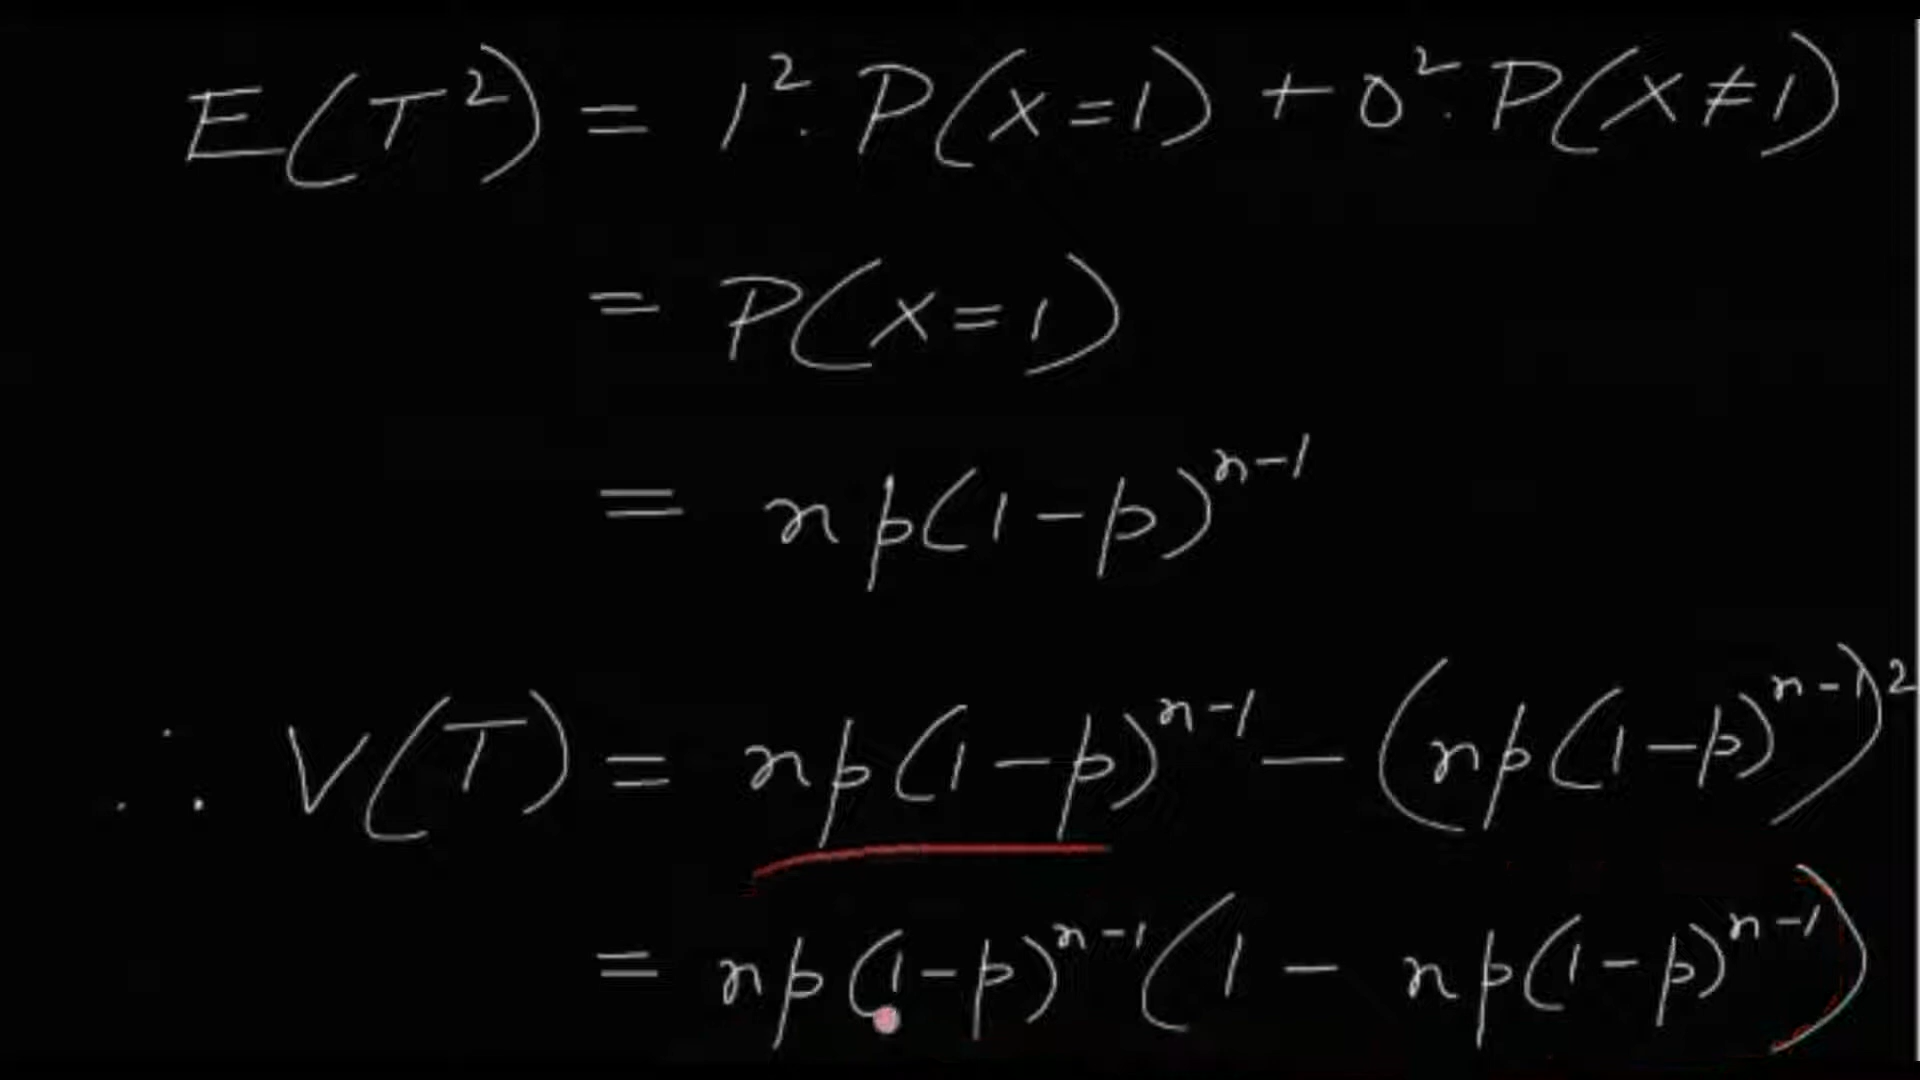 E(T²) = 1². P(X=1) + 0². P(X≠1)
= P(X=1)
= np(1-p)ⁿ⁻¹
∴ V(T) = np(1-p)ⁿ⁻¹ - (np(1-p)ⁿ⁻¹)²
= np(1-p)ⁿ⁻¹(1 - np(1-p)ⁿ⁻¹)